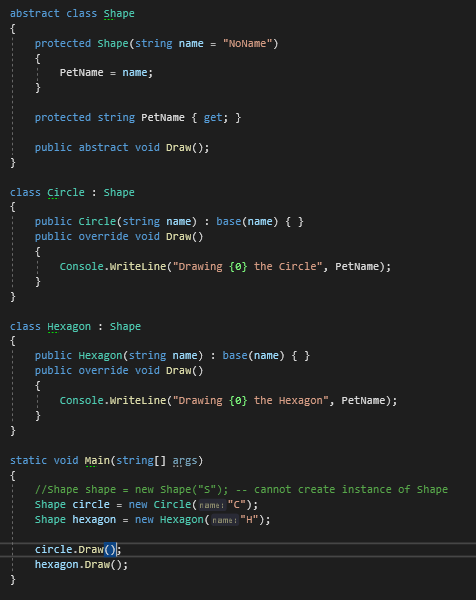 abstract class Shape
{
    protected Shape(string name = "NoName")
    {
        PetName = name;
    }

    protected string PetName { get; }

    public abstract void Draw();
}

class Circle : Shape
{
    public Circle(string name) : base(name) { }
    public override void Draw()
    {
        Console.WriteLine("Drawing {0} the Circle", PetName);
    }
}

class Hexagon : Shape
{
    public Hexagon(string name) : base(name) { }
    public override void Draw()
    {
        Console.WriteLine("Drawing {0} the Hexagon", PetName);
    }
}

static void Main(string[] args)
{
    //Shape shape = new Shape("S"); -- cannot create instance of Shape
    Shape circle = new Circle(name: "C");
    Shape hexagon = new Hexagon(name: "H");

    circle.Draw();
    hexagon.Draw();
}